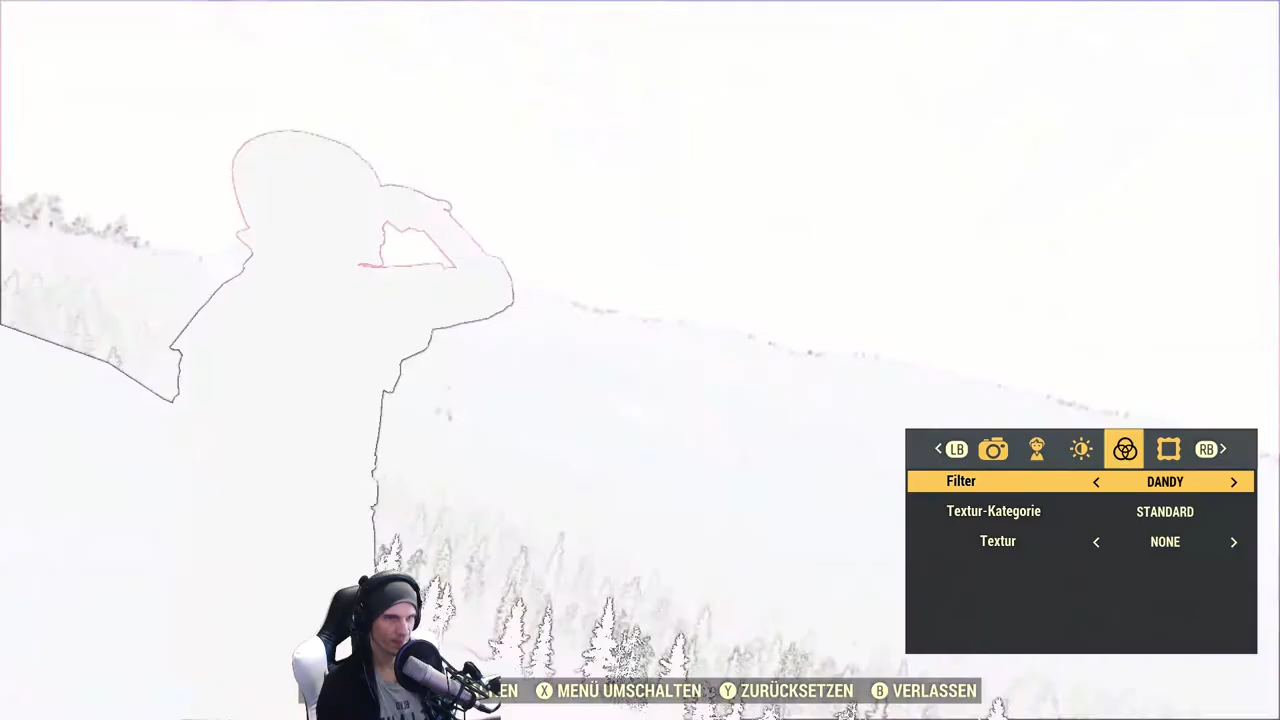 LB RB
Filter DANDY
Textur-Kategorie STANDARD
Textur NONE
EN X MENÜ UMSCHALTEN Y ZURÜCKSETZEN B VERLASSEN